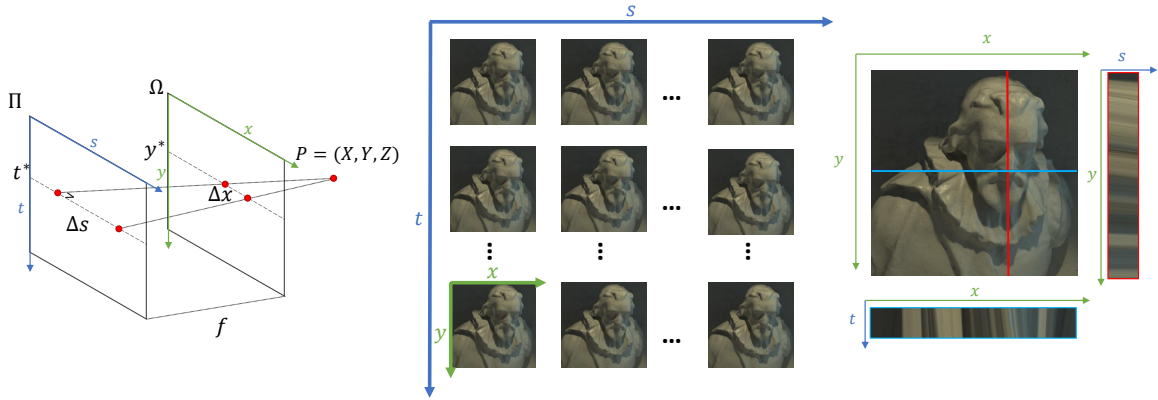 Π
Ω
s
x
t*
y*
P = (X, Y, Z)
t
y
Δx
Δs
f
s
...
...
t
⋮
⋮
⋮
x
y
...
x
y
s
y
x
t